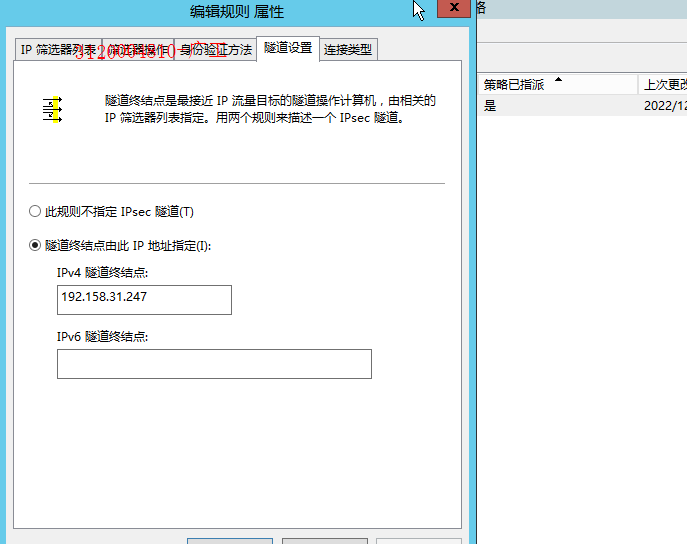 编辑规则 属性
x
略
IP 筛选器列表 筛选器操作 身份验证方法 隧道设置 连接类型
隧道终结点是最接近 IP 流量目标的隧道操作计算机，由相关的
IP 筛选器列表指定。用两个规则来描述一个 IPsec 隧道。
策略已指派 上次更改
是 2022/12
此规则不指定 IPsec 隧道(T)
隧道终结点由此 IP 地址指定(I):
IPv4 隧道终结点:
192.158.31.247
IPv6 隧道终结点: